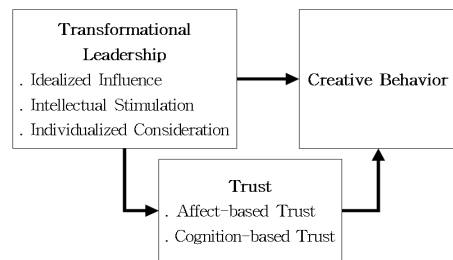 Transformational
Leadership
. Idealized Influence
. Intellectual Stimulation
. Individualized Consideration
Creative Behavior
Trust
. Affect-based Trust
. Cognition-based Trust